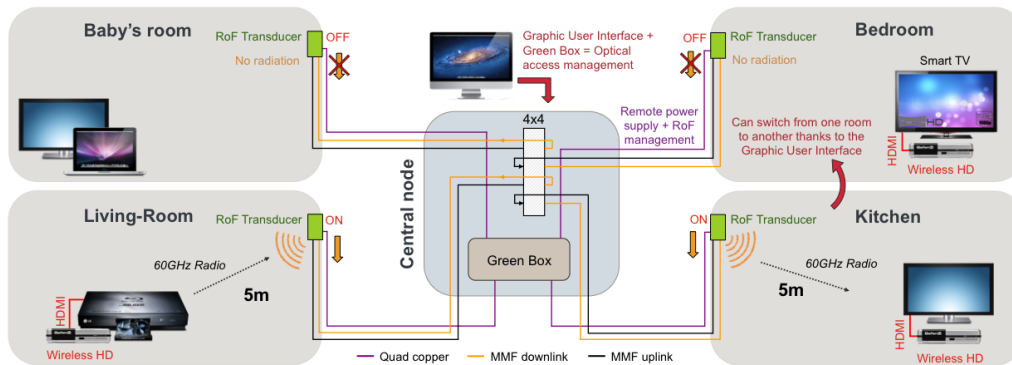 Baby's room
RoF Transducer
OFF
No radiation
Graphic User Interface +
Green Box = Optical
access management
OFF
RoF Transducer
No radiation
Bedroom
Smart TV
HDMI
Wireless HD
4x4
Remote power
supply + RoF
management
Can switch from one room
to another thanks to the
Graphic User Interface
Central node
Green Box
Living-Room
RoF Transducer
ON
60GHz Radio
5m
HDMI
Wireless HD
ON
RoF Transducer
Kitchen
60GHz Radio
5m
HDMI
Wireless HD
Quad copper
MMF downlink
MMF uplink